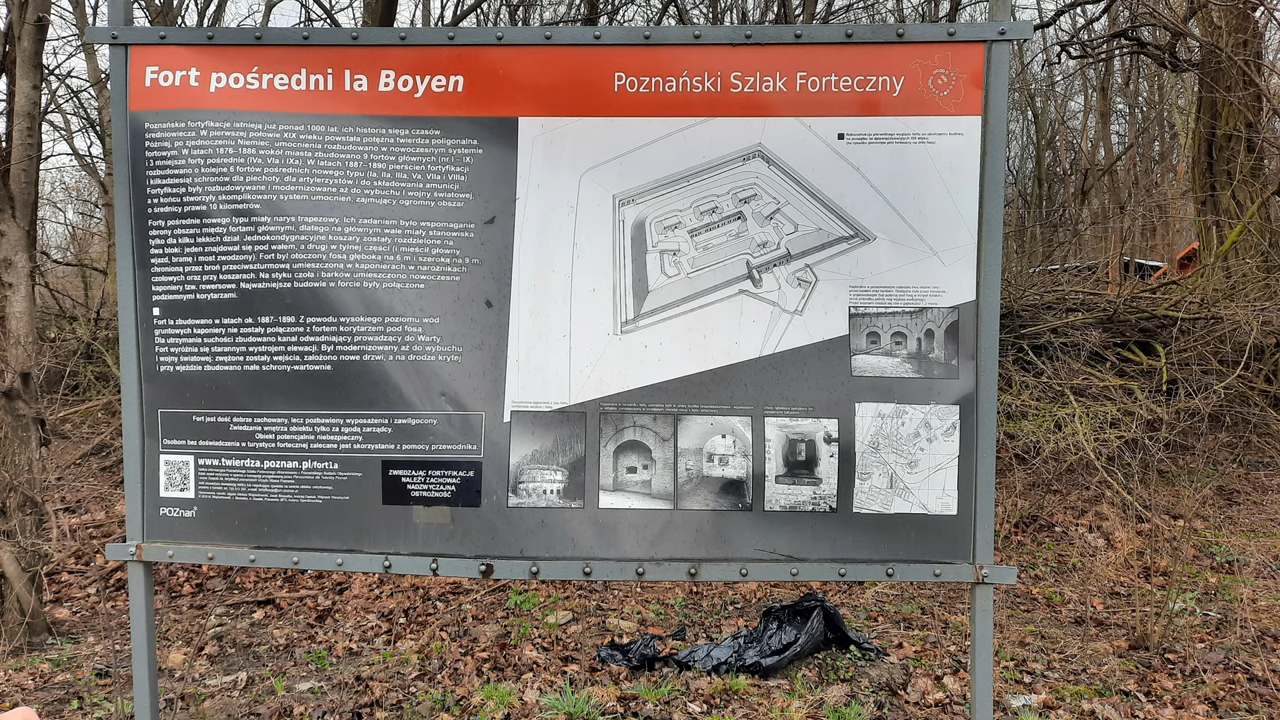 Fort pośredni Ia Boyen
Poznański Szlak Forteczny
Poznańskie fortyfikacje istnieją już ponad 1000 lat, ich historia sięga czasów
średniowiecza. W pierwszej połowie XIX wieku powstała potężna twierdza poligonalna.
Później, po zjednoczeniu Niemiec, umocnienia rozbudowano w nowoczesnym systemie
fortowym. W latach 1876–1886 wokół miasta zbudowano 9 fortów głównych (nr I – IX)
i 3 mniejsze forty pośrednie (IVa, VIa i IXa). W latach 1887–1890 pierścień fortyfikacji
rozbudowano o kolejne 6 fortów pośrednich nowego typu (Ia, IIa, IIIa, Va, VIIa i VIIIa)
i kilkadziesiąt schronów dla piechoty, dla artylerzystów i do składowania amunicji.
Fortyfikacje były rozbudowywane i modernizowane aż do wybuchu I wojny światowej,
a w końcu stworzyły skomplikowany system umocnień, zajmujący ogromny obszar
o średnicy prawie 10 kilometrów.
Forty pośrednie nowego typu miały narys trapezowy. Ich zadaniem było wspomaganie
obrony obszaru między fortami głównymi, dlatego na głównym wale miały stanowiska
tylko dla kilku lekkich dział. Jednokondygnacyjne koszary zostały rozdzielone na
dwa bloki: jeden znajdował się pod wałem, a drugi w tylnej części (i mieścił główny
wjazd, bramę i most zwodzony). Fort był otoczony fosą głęboką na 6 m i szeroką na 9 m,
chronioną przez broń przeciwszturmową umieszczoną w kaponierach w narożnikach
czołowych oraz przy koszarach. Na styku czoła i barków umieszczono nowoczesne
kaponiery tzw. rewersowe. Najważniejsze budowle w forcie były połączone
podziemnymi korytarzami.
Fort Ia zbudowano w latach ok. 1887–1890. Z powodu wysokiego poziomu wód
gruntowych kaponiery nie zostały połączone z fortem korytarzem pod fosą.
Dla utrzymania suchości zbudowano kanał odwadniający prowadzący do Warty
Fort wyróżnia się starannym wystrojem elewacji. Był modernizowany aż do wybuchu
I wojny światowej: zwężone zostały wejścia, założono nowe drzwi, a na drodze krytej
i przy wjeździe zbudowano małe schrony-wartownie.
Fort jest dość dobrze zachowany, lecz pozbawiony wyposażenia i zawilgocony.
Zwiedzanie wnętrza obiektu tylko za zgodą zarządcy.
Obiekt potencjalnie niebezpieczny.
Osobom bez doświadczenia w turystyce fortecznej zalecane jest skorzystanie z pomocy przewodnika.
www.twierdza.poznan.pl/fort1a
ZWIEDZAJĄC FORTYFIKACJE
NALEŻY ZACHOWAĆ
NADZWYCZAJNĄ
OSTROŻNOŚĆ
POZnań*